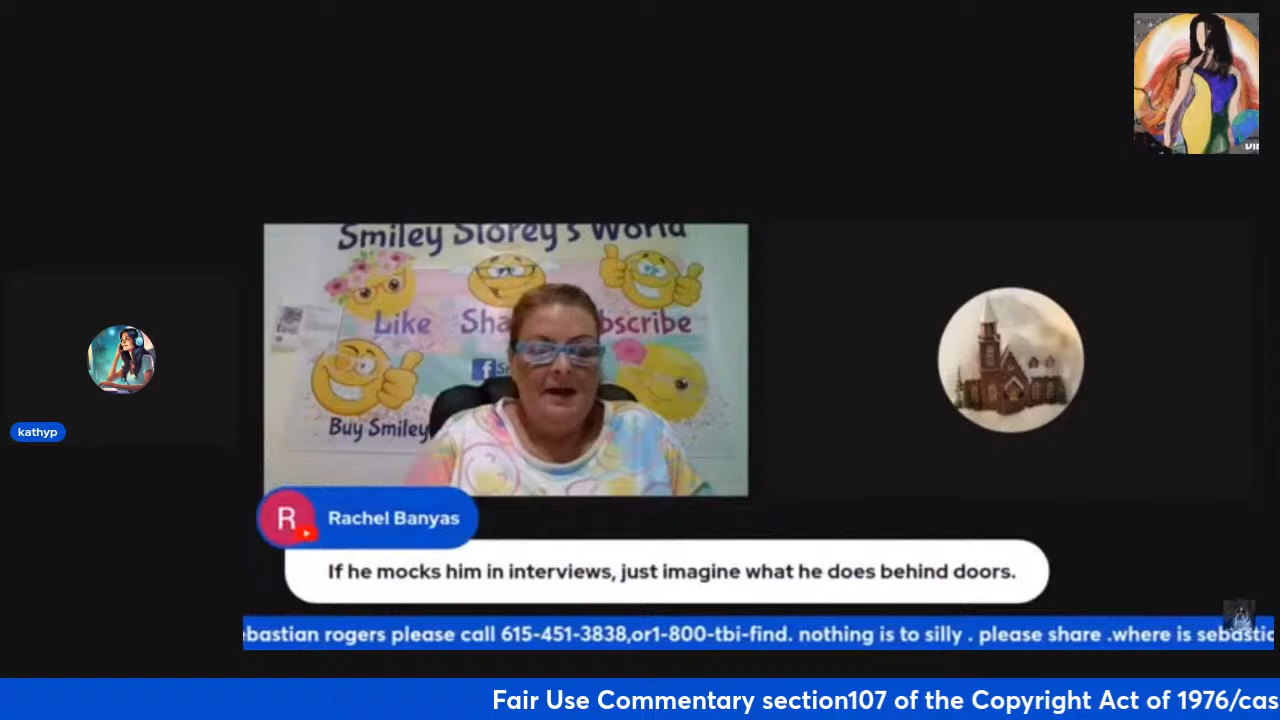 Smiley Storey's World
Like Sha bscribe
Buy Smiley
kathyp
R Rachel Banyas
If he mocks him in interviews, just imagine what he does behind doors.
ebastian rogers please call 615-451-3838,or1-800-tbi-find. nothing is to silly . please share .where is sebastic
Fair Use Commentary section107 of the Copyright Act of 1976/cas